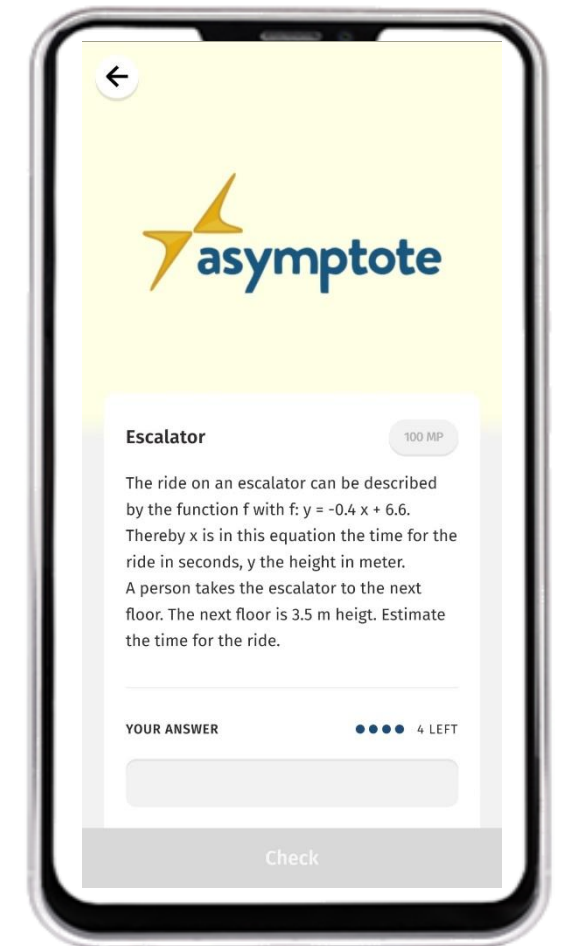 asymptote
Escalator
100 MP
The ride on an escalator can be described
by the function f with f: y = -0.4 x + 6.6.
Thereby x is in this equation the time for the
ride in seconds, y the height in meter.
A person takes the escalator to the next
floor. The next floor is 3.5 m heigt. Estimate
the time for the ride.
YOUR ANSWER
4 LEFT
Check